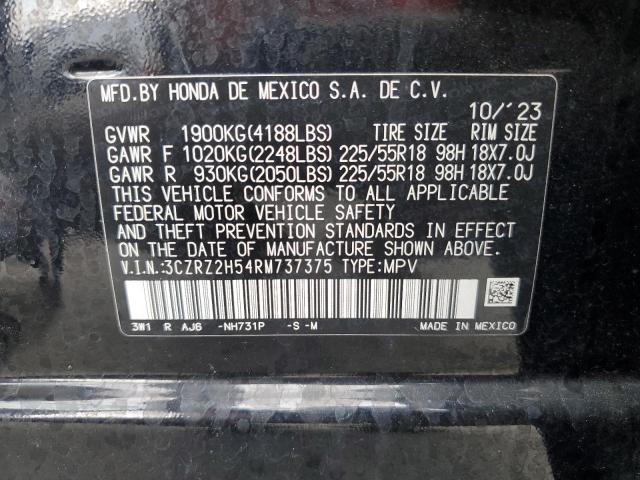 MFD.BY HONDA DE MEXICO S.A. DE C.V.
10/'23
GVWR 1900KG(4188LBS) TIRE SIZE RIM SIZE
GAWR F 1020KG(2248LBS) 225/55R18 98H 18X7.0J
GAWR R 930KG(2050LBS) 225/55R18 98H 18X7.0J
THIS VEHICLE CONFORMS TO ALL APPLICABLE
FEDERAL MOTOR VEHICLE SAFETY
AND THEFT PREVENTION STANDARDS IN EFFECT
ON THE DATE OF MANUFACTURE SHOWN ABOVE.
V.I.N.:3CZRZ2H54RM737375 TYPE:MPV
3W1 R AJ6 -NH731P -S-M MADE IN MEXICO